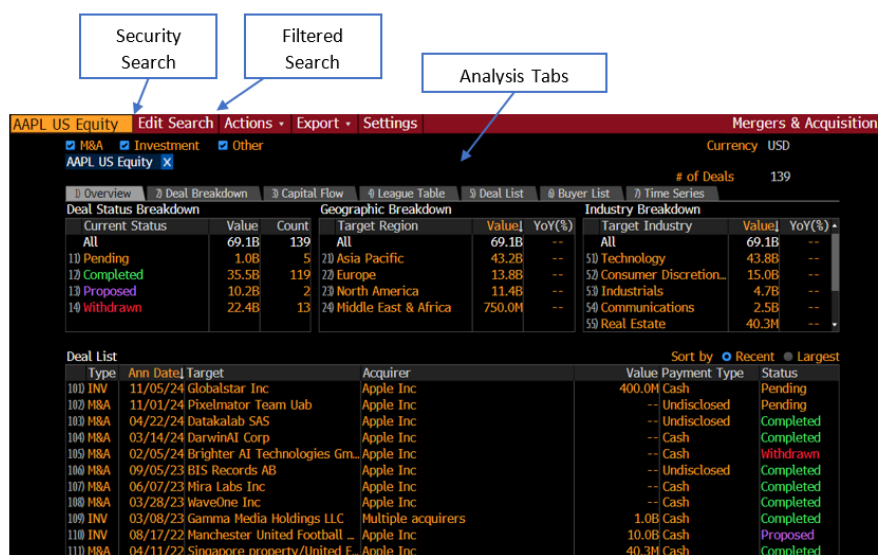 Security
Search
Filtered
Search
Analysis Tabs
AAPL US Equity Edit Search Actions Export Settings Mergers & Acquisition
M&A Investment Other Currency USD
AAPL US Equity X
# of Deals 139
1) Overview 2) Deal Breakdown 3) Capital Flow 4) League Table 5) Deal List 6) Buyer List 7) Time Series
Deal Status Breakdown Geographic Breakdown Industry Breakdown
Current Status Value Count Target Region Value YoY(%) Target Industry Value YoY(%)
All 69.1B 139 All 69.1B -- All 69.1B --
11) Pending 1.0B 5 21) Asia Pacific 43.2B -- 51) Technology 43.8B --
12) Completed 35.5B 119 22) Europe 13.8B -- 52) Consumer Discretion... 15.0B --
13) Proposed 10.2B 2 23) North America 11.4B -- 53) Industrials 4.7B --
14) Withdrawn 22.4B 13 24) Middle East & Africa 750.0M -- 54) Communications 2.5B --
55) Real Estate 40.3M --
Deal List Sort by Recent Largest
Type Ann Date Target Acquirer Value Payment Type Status
101) INV 11/05/24 Globalstar Inc Apple Inc 400.0M Cash Pending
102) M&A 11/01/24 Pixelmator Team Uab Apple Inc -- Undisclosed Pending
103) M&A 04/22/24 Datakalab SAS Apple Inc -- Undisclosed Completed
104) M&A 03/14/24 DarwinAI Corp Apple Inc -- Cash Completed
105) M&A 02/05/24 Brighter AI Technologies Gm... Apple Inc -- Cash Withdrawn
106) M&A 09/05/23 BIS Records AB Apple Inc -- Undisclosed Completed
107) M&A 06/07/23 Mira Labs Inc Apple Inc -- Cash Completed
108) M&A 03/28/23 WaveOne Inc Apple Inc -- Cash Completed
109) INV 03/08/23 Gamma Media Holdings LLC Multiple acquirers 1.0B Cash Completed
110) INV 08/17/22 Manchester United Football ... Apple Inc 10.0B Cash Proposed
111) M&A 04/11/22 Singapore property/United F... Apple Inc 40.3M Cash Completed